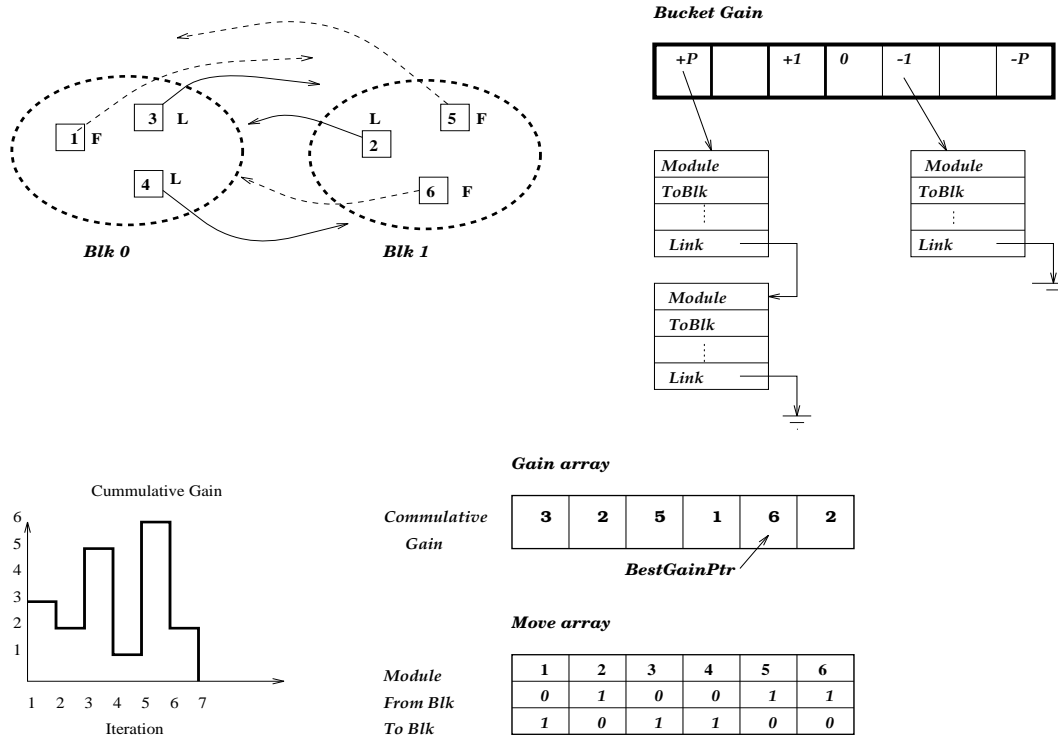 Bucket Gain
+P +1 0 -1 -P
1 F
3 L
4 L
L
2
5 F
6 F
Blk 0
Blk 1
Module
ToBlk
Link
Module
ToBlk
Link
Module
ToBlk
Link
Cummulative Gain
6
5
4
3
2
1
1 2 3 4 5 6 7
Iteration
Gain array
Commulative
Gain
3 2 5 1 6 2
BestGainPtr
Move array
Module 1 2 3 4 5 6
From Blk 0 1 0 0 1 1
To Blk 1 0 1 1 0 0